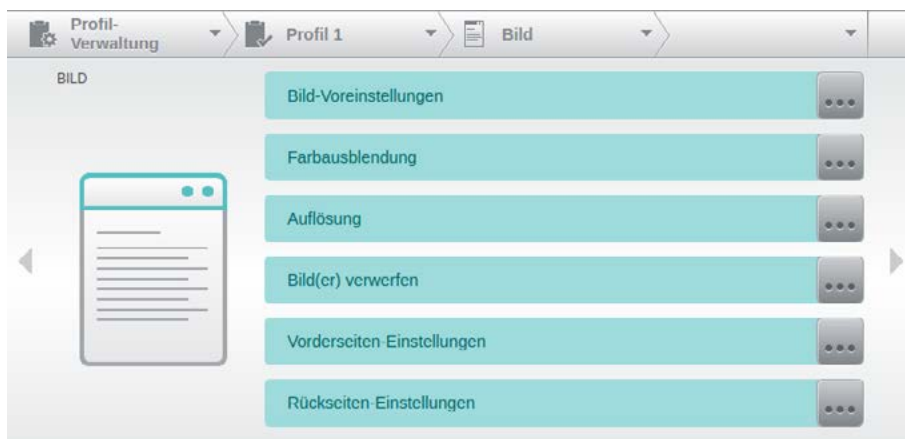 Profil-
Verwaltung
Profil 1
Bild
BILD
Bild-Voreinstellungen
Farbausblendung
Auflösung
Bild(er) verwerfen
Vorderseiten-Einstellungen
Rückseiten-Einstellungen